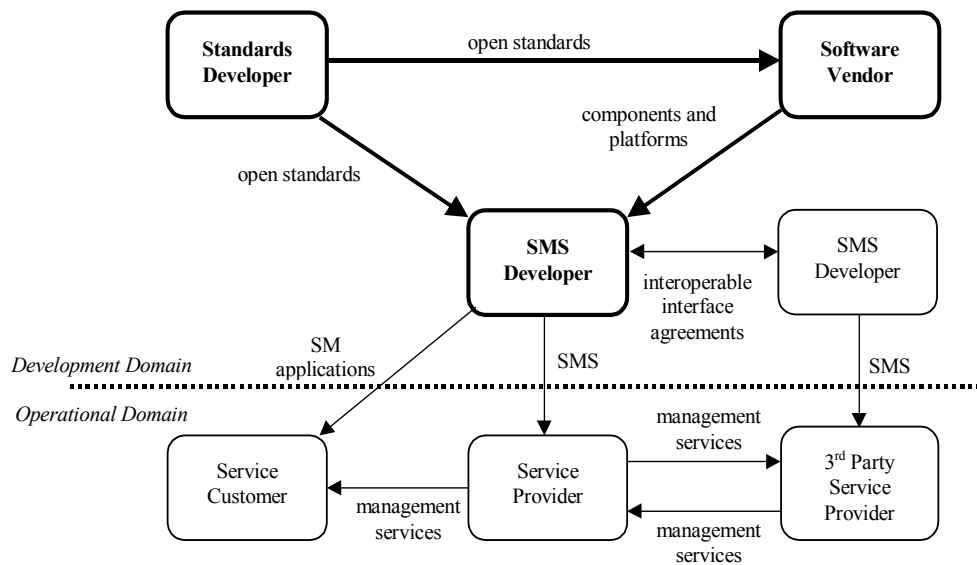 Standards
Developer
open standards
Software
Vendor
components and
platforms
open standards
SMS
Developer
SMS
Developer
interoperable
interface
agreements
SM
applications
SMS
SMS
Development Domain
Operational Domain
management
services
Service
Customer
Service
Provider
3rd Party
Service
Provider
management
services
management
services